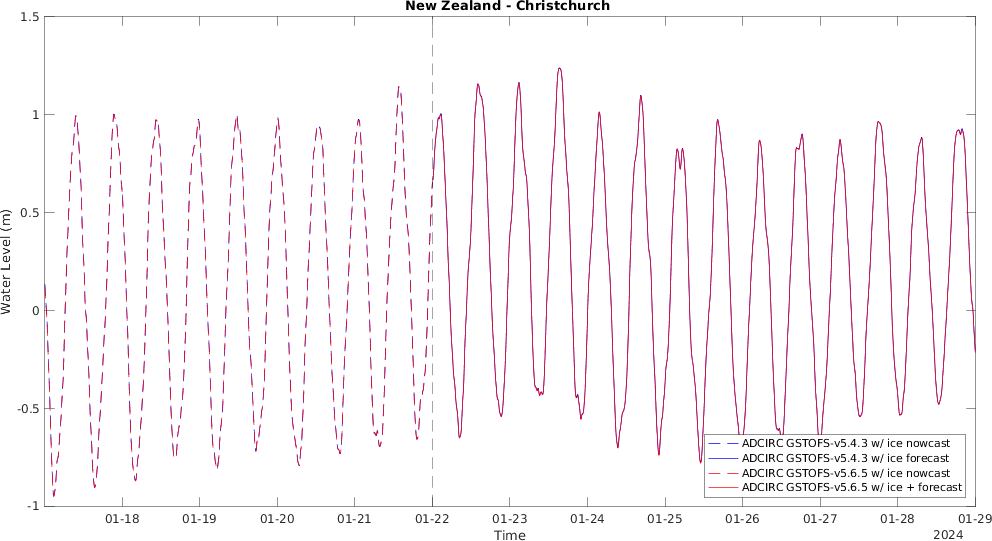 New Zealand - Christchurch
1.5
1
0.5
0
-0.5
-1
Water Level (m)
01-18 01-19 01-20 01-21 01-22 01-23 01-24 01-25 01-26 01-27 01-28 01-29
Time
2024
ADCIRC GSTOFS-v5.4.3 w/ ice nowcast
ADCIRC GSTOFS-v5.4.3 w/ ice forecast
ADCIRC GSTOFS-v5.6.5 w/ ice nowcast
ADCIRC GSTOFS-v5.6.5 w/ ice + forecast